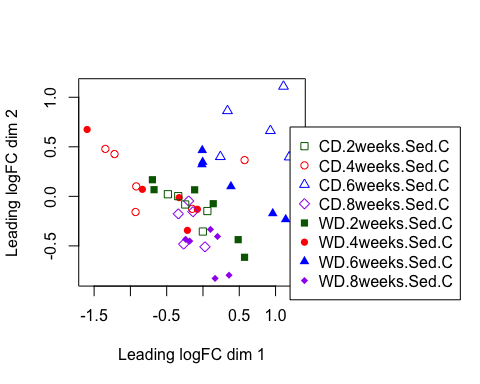 Leading logFC dim 2
1.0
0.5
0.0
-0.5
-1.5
-0.5
0.5
1.0
Leading logFC dim 1
CD.2weeks.Sed.C
CD.4weeks.Sed.C
CD.6weeks.Sed.C
CD.8weeks.Sed.C
WD.2weeks.Sed.C
WD.4weeks.Sed.C
WD.6weeks.Sed.C
WD.8weeks.Sed.C